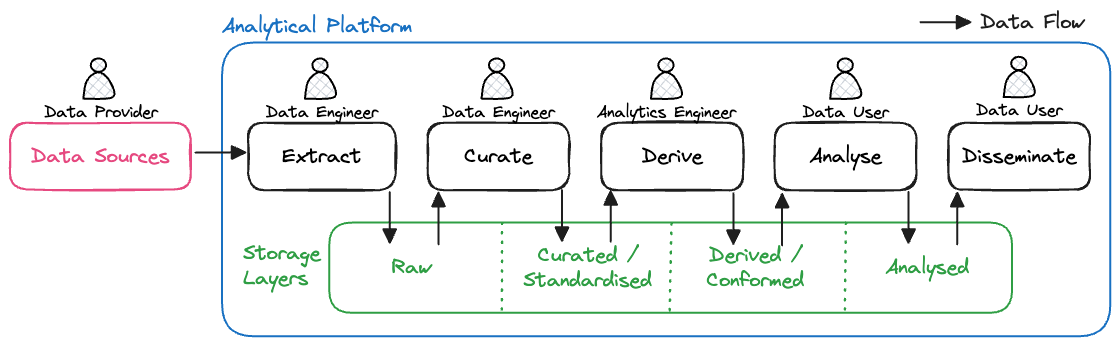 Analytical Platform
Data Flow
Data Provider
Data Engineer
Data Engineer
Analytics Engineer
Data User
Data User
Data Sources
Extract
Curate
Derive
Analyse
Disseminate
Storage
Layers
Raw
Curated /
Standardised
Derived /
Conformed
Analysed